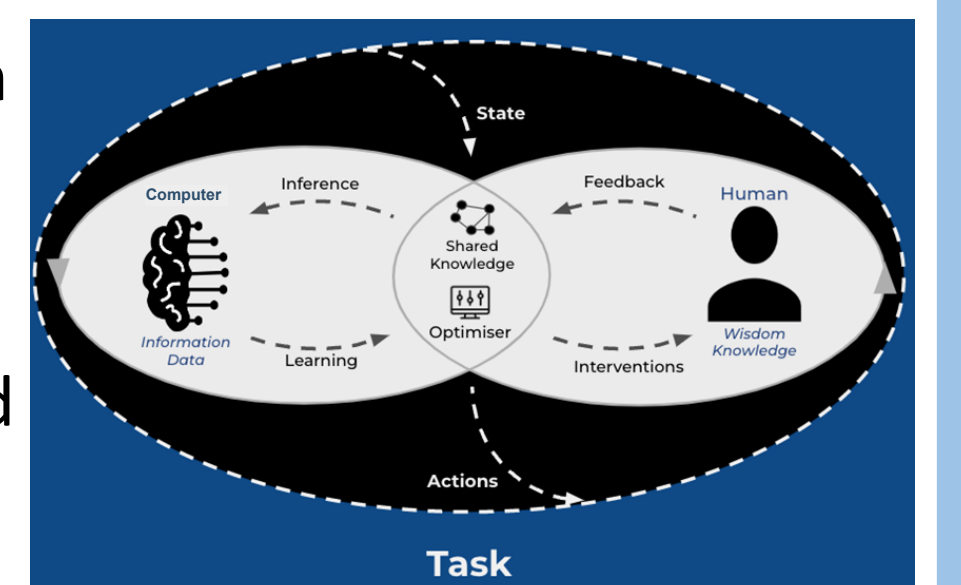 n
State
Computer
Inference
Feedback
Human
Shared
Knowledge
Optimiser
Information
Data
Learning
Interventions
Wisdom
Knowledge
d
Actions
Task